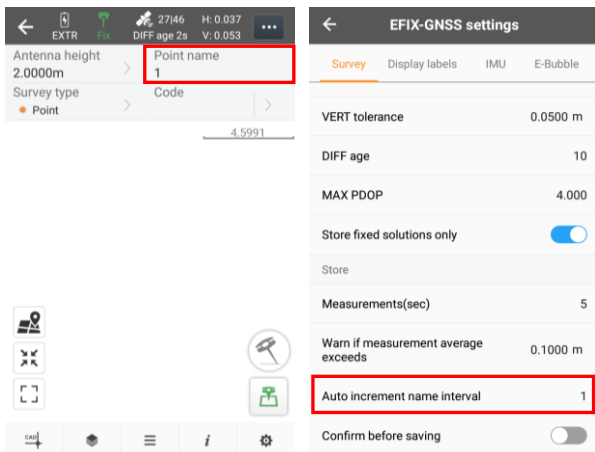 EXTR
Fix
27|46
DIFF age 2s
H: 0.037
V: 0.053
Antenna height
2.0000m
Point name
1
Survey type
Point
Code
4.5991
CAD
i
EFIX-GNSS settings
Survey Display labels IMU E-Bubble
VERT tolerance 0.0500 m
DIFF age 10
MAX PDOP 4.000
Store fixed solutions only
Store
Measurements(sec) 5
Warn if measurement average
exceeds 0.1000 m
Auto increment name interval 1
Confirm before saving